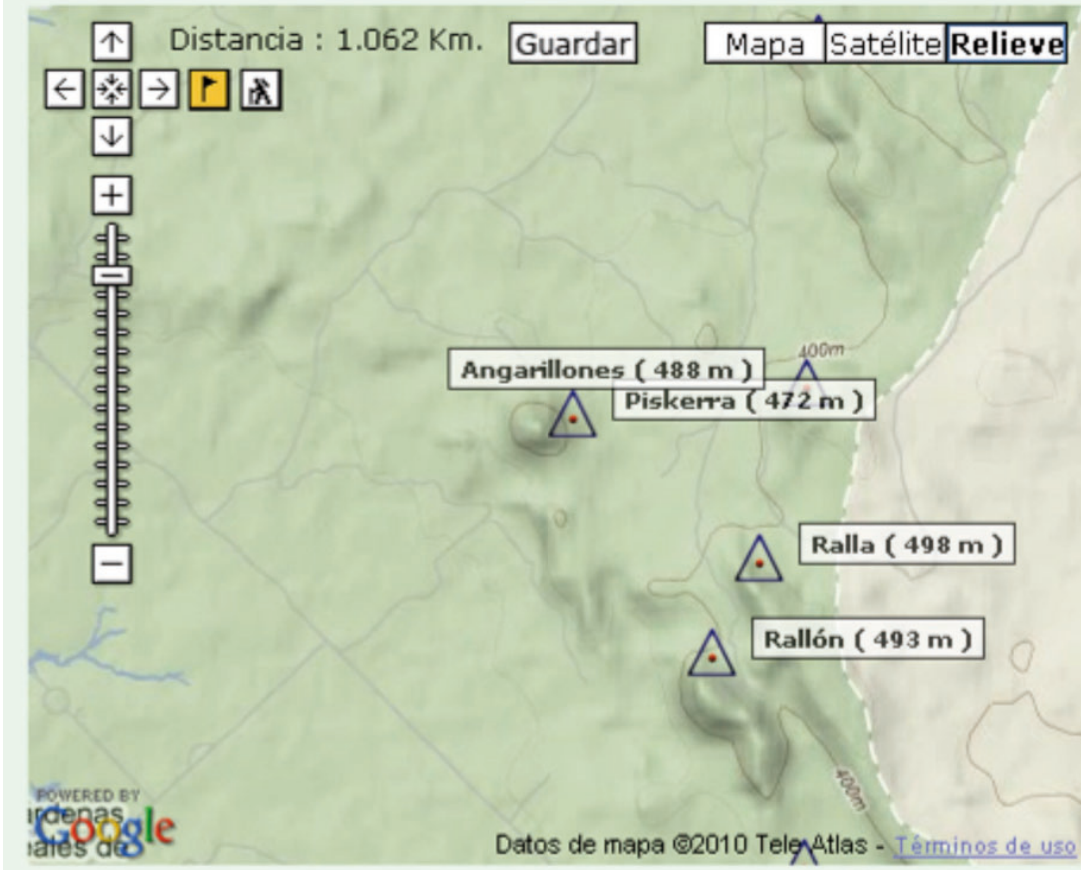 Distancia : 1.062 Km.
Guardar
Mapa
Satélite
Relieve
400m
Angarillones ( 488 m )
Piskerra ( 472 m )
Ralla ( 498 m )
Rallón ( 493 m )
400m
POWERED BY
Google
Datos de mapa ©2010 Tele Atlas - Términos de uso